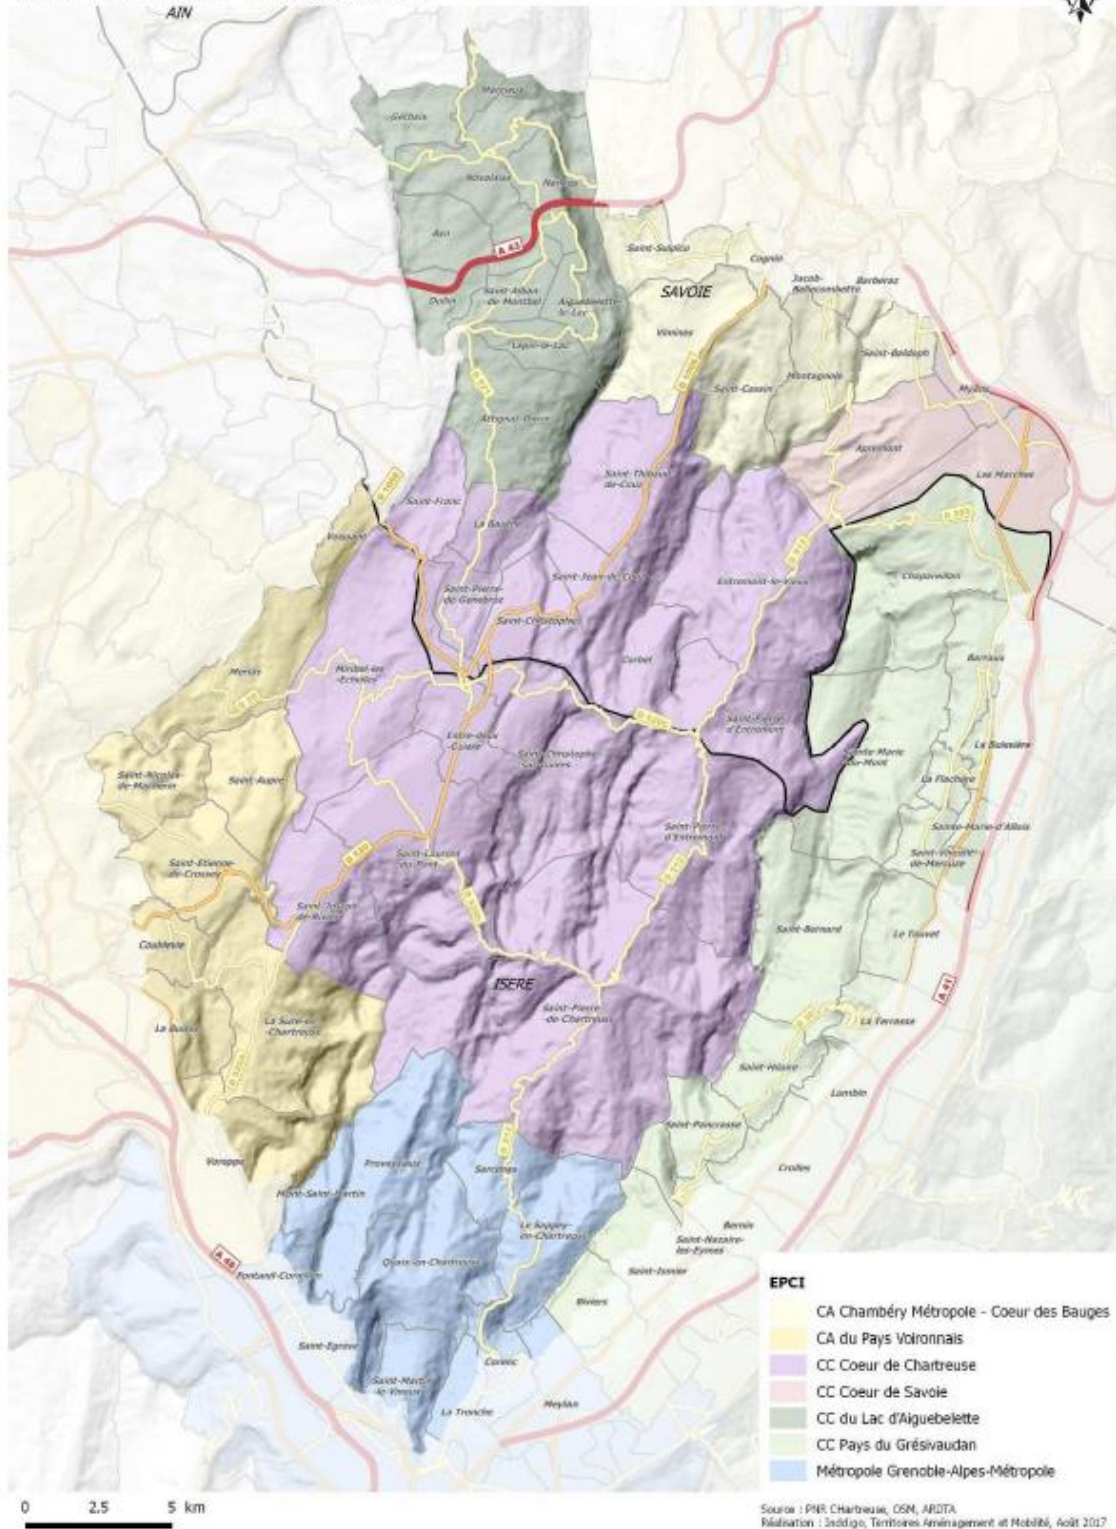 AIN
Gerbaix
Marcieux
Novalaise
Nances
Ayn
A 43
Dullin
Saint-Alban
de-Montbel
Aiguebelette-
le-Lac
Lépin-le-Lac
Attignat-Oncin
Saint-Sulpice
Cognin
SAVOIE
Vimines
Jacob-
Bellecombette
Barberaz
Saint-Baldoph
Montagnole
Saint-Cassin
Myans
Apremont
Les Marches
Saint-Thibaud
de-Couz
Saint-Franc
La Bauche
Voissant
Saint-Jean-de-Couz
Saint-Pierre-
de-Genebroz
Saint-Christophe
Entremont-le-Vieux
Chapareillan
Corbel
Barraux
Merlas
Miribel-les
-Echelles
Entre-deux
-Guiers
Saint-Christophe
-sur-Guiers
Saint-Pierre
d'Entremont
Sainte-Marie
-du-Mont
La Buissière
La Flachère
Saint-Nicolas-
de-Macherin
Saint-Aupre
Sainte-Marie-d'Alloix
Saint-Vincent-
de-Mercuze
Saint-Pierre
d'Entremont
Saint-Etienne-
de-Crossey
Saint-Laurent
du-Pont
Saint-Joseph
de-Rivière
Coublevie
Saint-Bernard
Le Touvet
A 41
ISERE
Saint-Pierre
-de-Chartreuse
La Buisse
La Sure-en
-Chartreuse
La Terrasse
Saint-Hilaire
Lumbin
Saint-Pancrasse
Crolles
Voreppe
Proveysieux
Sarcenas
Mont-Saint-Martin
Le Sappey-
en-Chartreuse
Bernin
Saint-Nazaire-
les-Eymes
A 48
Fontanil-Cornillon
Quaix-en-Chartreuse
Saint-Ismier
Biviers
Saint-Egrève
Corenc
Saint-Martin
-le-Vinoux
La Tronche
Meylan
EPCI
CA Chambéry Métropole - Coeur des Bauges
CA du Pays Voironnais
CC Coeur de Chartreuse
CC Coeur de Savoie
CC du Lac d'Aiguebelette
CC Pays du Grésivaudan
Métropole Grenoble-Alpes-Métropole
0 2.5 5 km
Source : PNR CHartreuse, OSM, ARDTA
Réalisation : Inddigo, Territoires Aménagement et Mobilité, Août 2017